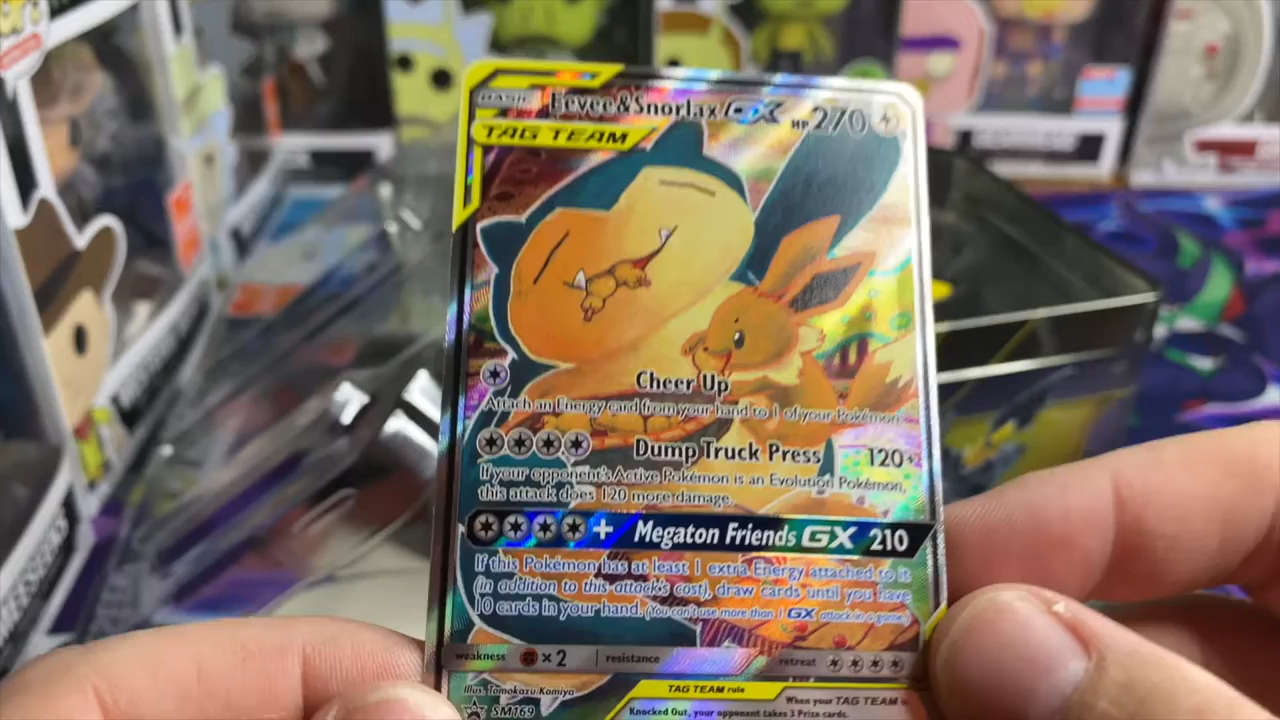 BASIC Eevee&Snorlax GX HP 270
TAG TEAM
Cheer Up
Attach an Energy card from your hand to 1 of your Pokémon.
Dump Truck Press 120+
If your opponent's Active Pokémon is an Evolution Pokémon,
this attack does 120 more damage.
+ Megaton Friends GX 210
If this Pokémon has at least 1 extra Energy attached to it
(in addition to this attack's cost), draw cards until you have
10 cards in your hand. (You can't use more than 1 GX attack in a game.)
weakness ×2 resistance retreat
Illus. Tomokazu Komiya
SM169
TAG TEAM rule
When your TAG TEAM is
Knocked Out, your opponent takes 3 Prize cards.